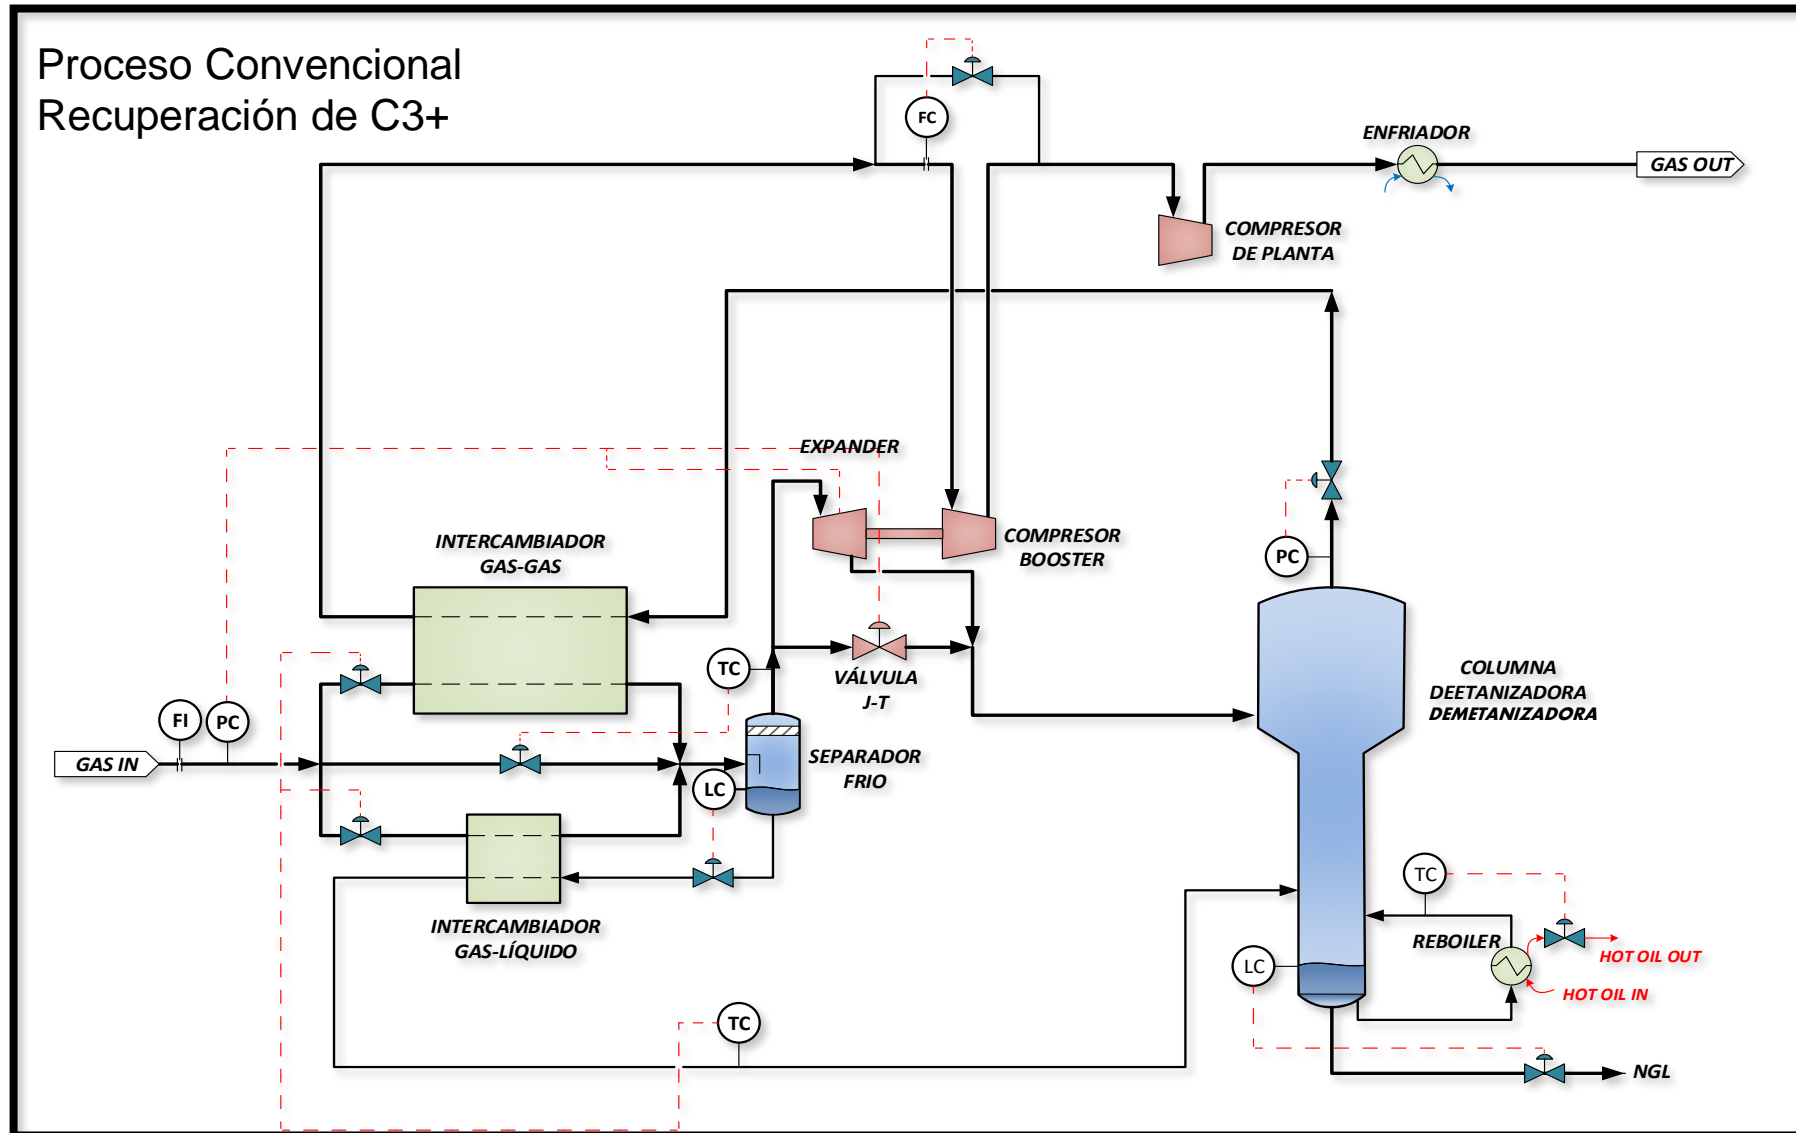 Proceso Convencional
Recuperación de C3+
FC
ENFRIADOR
GAS OUT
COMPRESOR
DE PLANTA
EXPANDER
PC
COMPRESOR
BOOSTER
INTERCAMBIADOR
GAS-GAS
TC
VÁLVULA
J-T
COLUMNA
DEETANIZADORA
DEMETANIZADORA
FI
PC
GAS IN
SEPARADOR
FRIO
LC
INTERCAMBIADOR
GAS-LÍQUIDO
TC
REBOILER
HOT OIL OUT
LC
HOT OIL IN
TC
NGL